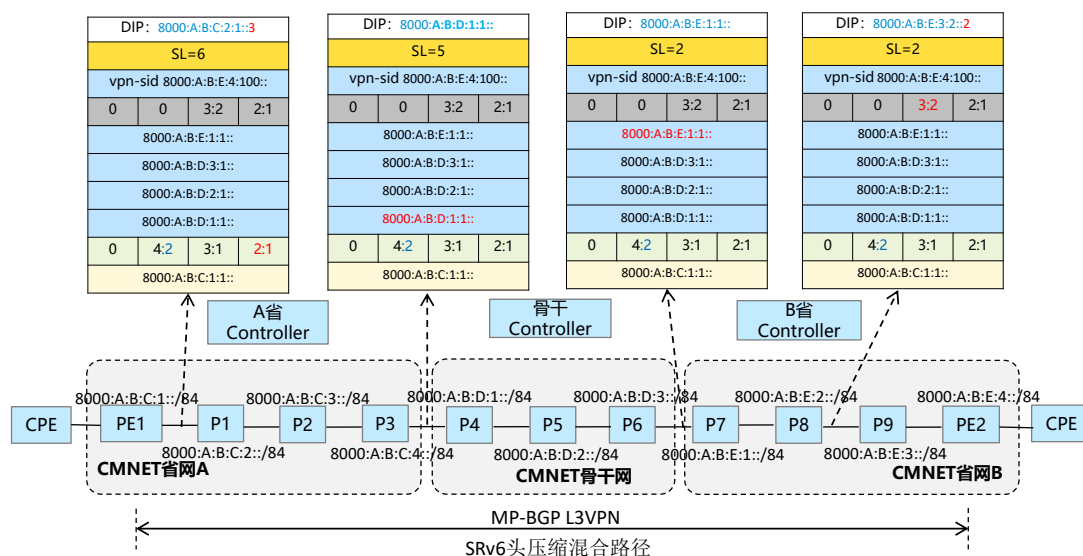 DIP: 8000:A:B:C:2:1::3
SL=6
vpn-sid 8000:A:B:E:4:100::
0 0 3:2 2:1
8000:A:B:E:1:1::
8000:A:B:D:3:1::
8000:A:B:D:2:1::
8000:A:B:D:1:1::
0 4:2 3:1 2:1
8000:A:B:C:1:1::
DIP: 8000:A:B:D:1:1::
SL=5
vpn-sid 8000:A:B:E:4:100::
0 0 3:2 2:1
8000:A:B:E:1:1::
8000:A:B:D:3:1::
8000:A:B:D:2:1::
8000:A:B:D:1:1::
0 4:2 3:1 2:1
8000:A:B:C:1:1::
DIP: 8000:A:B:E:1:1::
SL=2
vpn-sid 8000:A:B:E:4:100::
0 0 3:2 2:1
8000:A:B:E:1:1::
8000:A:B:D:3:1::
8000:A:B:D:2:1::
8000:A:B:D:1:1::
0 4:2 3:1 2:1
8000:A:B:C:1:1::
DIP: 8000:A:B:E:3:2::2
SL=2
vpn-sid 8000:A:B:E:4:100::
0 0 3:2 2:1
8000:A:B:E:1:1::
8000:A:B:D:3:1::
8000:A:B:D:2:1::
8000:A:B:D:1:1::
0 4:2 3:1 2:1
8000:A:B:C:1:1::
A省
Controller
骨干
Controller
B省
Controller
8000:A:B:C:1::/84
8000:A:B:C:3::/84
8000:A:B:D:1::/84
8000:A:B:D:3::/84
8000:A:B:E:2::/84
8000:A:B:E:4::/84
CPE
PE1
P1
P2
P3
P4
P5
P6
P7
P8
P9
PE2
CPE
8000:A:B:C:2::/84
8000:A:B:C:4::/84
8000:A:B:D:2::/84
8000:A:B:E:1::/84
8000:A:B:E:3::/84
CMNET省网A
CMNET骨干网
CMNET省网B
MP-BGP L3VPN
SRv6头压缩混合路径